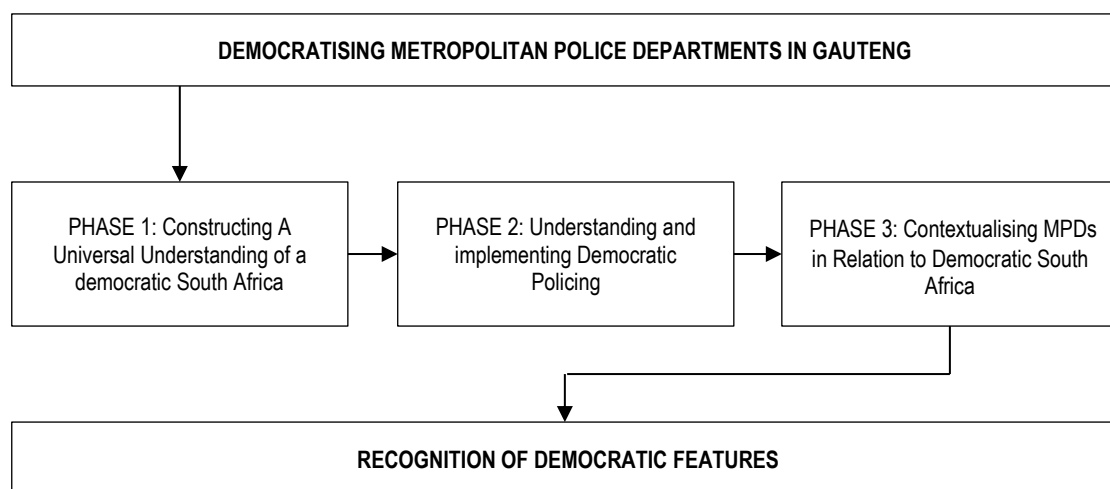 DEMOCRATISING METROPOLITAN POLICE DEPARTMENTS IN GAUTENG
PHASE 1: Constructing A
Universal Understanding of a
democratic South Africa
PHASE 2: Understanding and
implementing Democratic
Policing
PHASE 3: Contextualising MPDs
in Relation to Democratic South
Africa
RECOGNITION OF DEMOCRATIC FEATURES